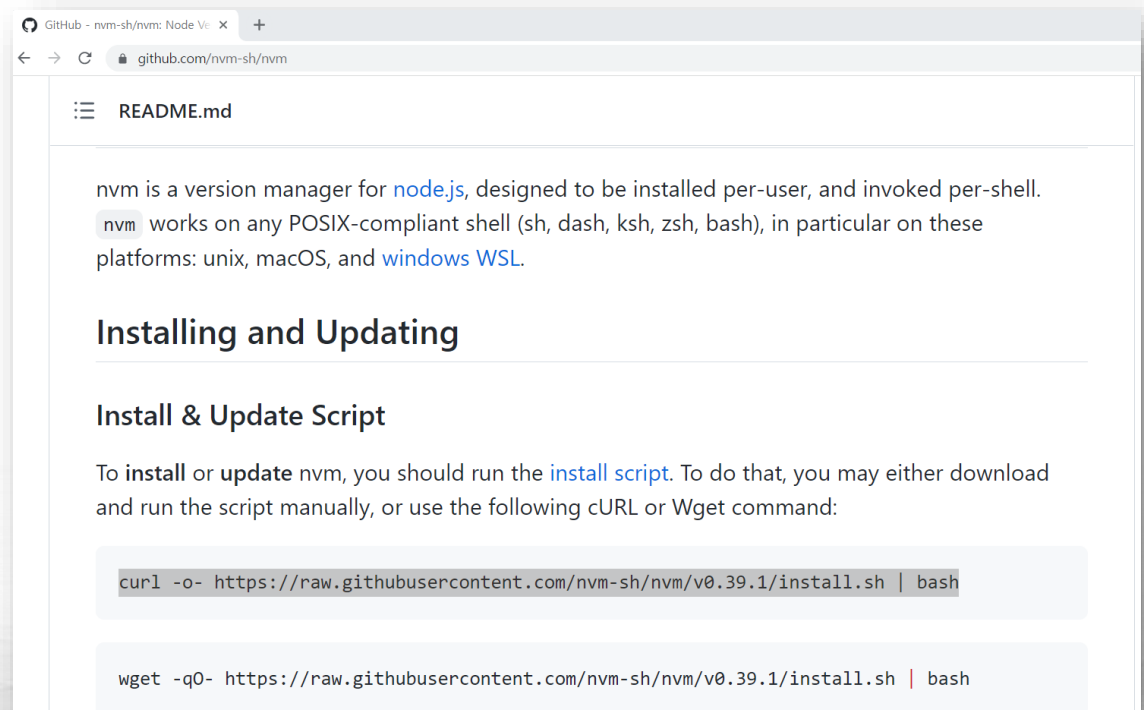 GitHub - nvm-sh/nvm: Node Ve
github.com/nvm-sh/nvm
README.md
nvm is a version manager for node.js, designed to be installed per-user, and invoked per-shell.
nvm works on any POSIX-compliant shell (sh, dash, ksh, zsh, bash), in particular on these
platforms: unix, macOS, and windows WSL.
Installing and Updating
Install & Update Script
To install or update nvm, you should run the install script. To do that, you may either download
and run the script manually, or use the following cURL or Wget command:
curl -o- https://raw.githubusercontent.com/nvm-sh/nvm/v0.39.1/install.sh | bash
wget -qO- https://raw.githubusercontent.com/nvm-sh/nvm/v0.39.1/install.sh | bash